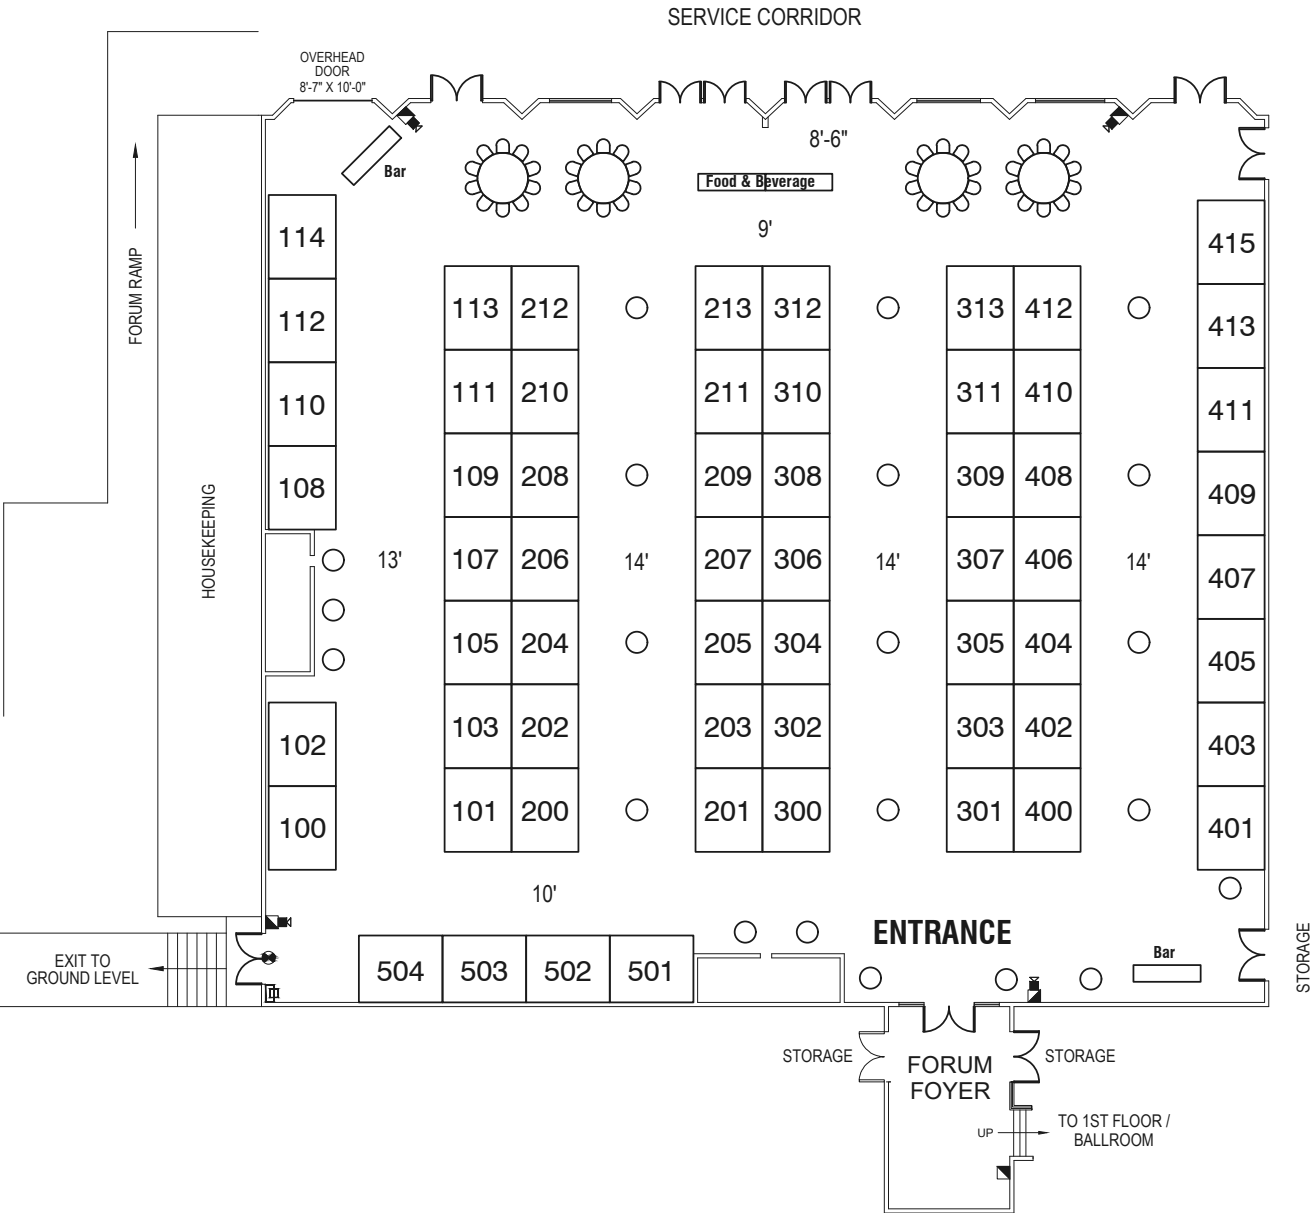 SERVICE CORRIDOR
OVERHEAD
DOOR
8'-7" X 10'-0"
8'-6"
Bar
Food & Beverage
9'
114
415
FORUM RAMP
113 212
213 312
313 412
112
413
111 210
211 310
311 410
110
411
109 208
209 308
309 408
108
409
HOUSEKEEPING
13'
107 206
14'
207 306
14'
307 406
14'
407
105 204
205 304
305 404
405
103 202
203 302
303 402
102
403
101 200
201 300
301 400
100
401
10'
ENTRANCE
Bar
STORAGE
EXIT TO
GROUND LEVEL
504 503 502 501
STORAGE
FORUM
FOYER
STORAGE
UP
TO 1ST FLOOR /
BALLROOM